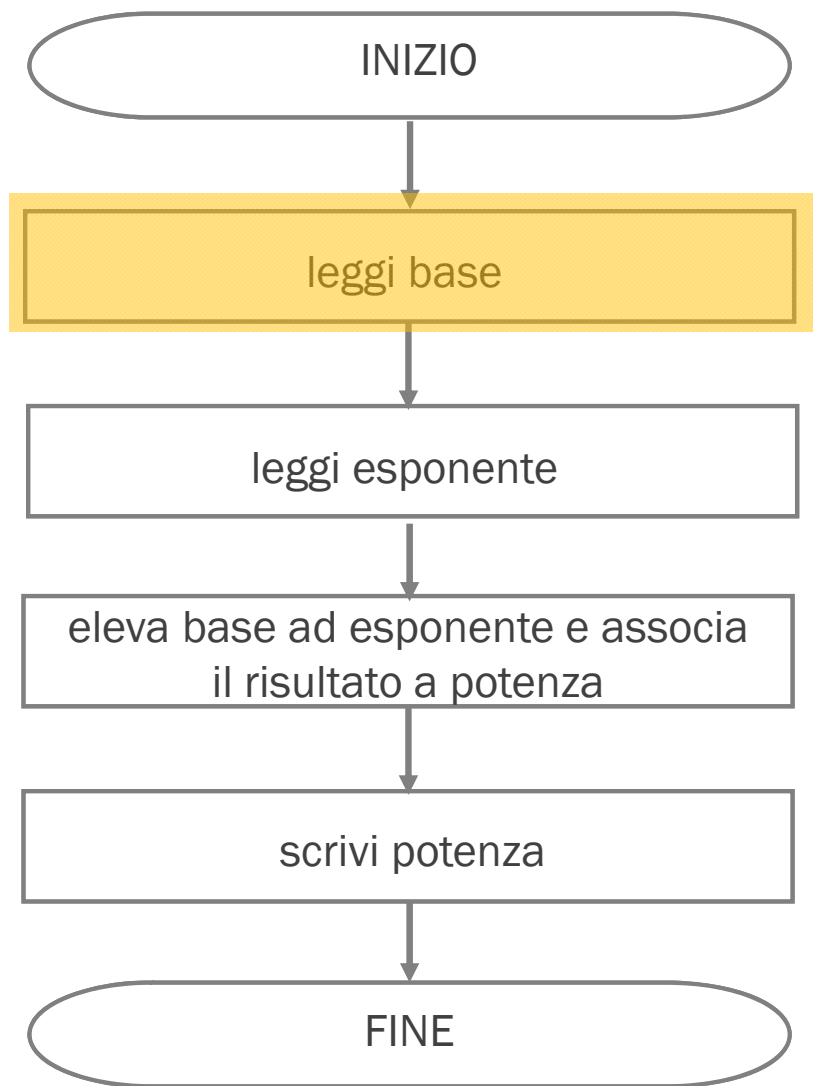 INIZIO
leggi base
leggi esponente
eleva base ad esponente e associa
il risultato a potenza
scrivi potenza
FINE